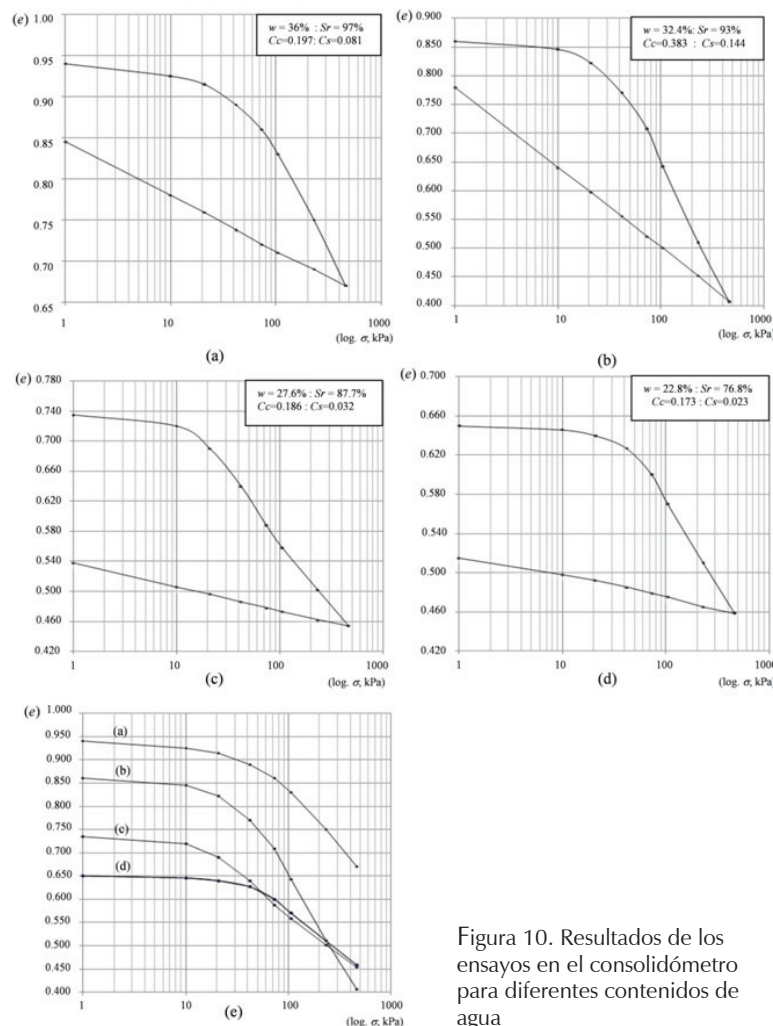 (e)
1.00
0.95
0.90
0.85
0.80
0.75
0.70
0.65
w = 36% : Sr = 97%
Cc=0.197: Cs=0.081
1 10 100 1000
(log. σ, kPa)
(a)
(e)
0.900
0.850
0.800
0.750
0.700
0.650
0.600
0.550
0.500
0.450
0.400
w = 32.4%: Sr = 93%
Cc=0.383 : Cs=0.144
1 10 100 1000
(log. σ, kPa)
(b)
(e)
0.780
0.740
0.700
0.660
0.620
0.580
0.540
0.500
0.460
0.420
w = 27.6% : Sr = 87.7%
Cc=0.186 : Cs=0.032
1 10 100 1000
(log. σ, kPa)
(c)
(e)
0.700
0.660
0.620
0.580
0.540
0.500
0.460
0.420
w = 22.8% : Sr = 76.8%
Cc=0.173 : Cs=0.023
1 10 100 1000
(log. σ, kPa)
(d)
(e)
1.000
0.950
0.900
0.850
0.800
0.750
0.700
0.650
0.600
0.550
0.500
0.450
0.400
(a)
(b)
(c)
(d)
1 10 100 1000
(log. σ, kPa)
(e)
Figura 10. Resultados de los
ensayos en el consolidómetro
para diferentes contenidos de
agua